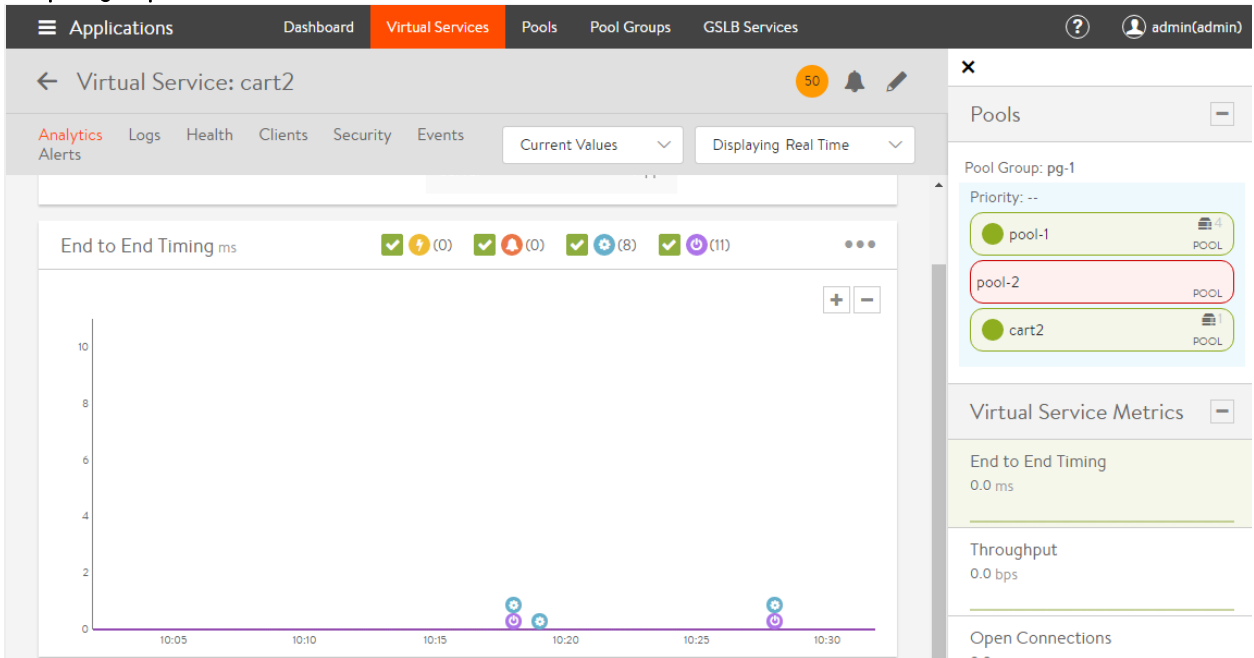 Applications Dashboard Virtual Services Pools Pool Groups GSLB Services ? admin(admin)
Virtual Service: cart2 50
Analytics Logs Health Clients Security Events
Alerts
Current Values Displaying Real Time
End to End Timing ms (0) (0) (8) (11)
+ −
10
8
6
4
2
0
10:05 10:10 10:15 10:20 10:25 10:30
×
Pools −
Pool Group: pg-1
Priority: --
pool-1 4
POOL
pool-2
POOL
cart2 1
POOL
Virtual Service Metrics −
End to End Timing
0.0 ms
Throughput
0.0 bps
Open Connections